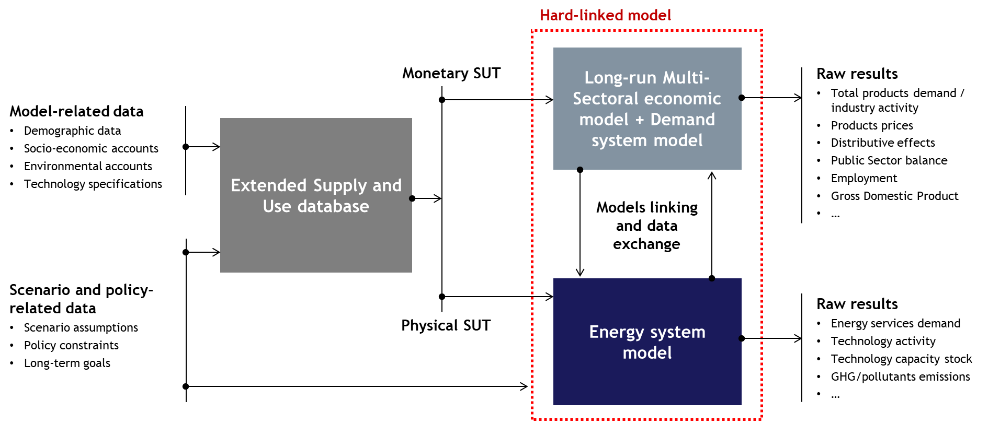 Hard-linked model
Model-related data
• Demographic data
• Socio-economic accounts
• Environmental accounts
• Technology specifications
Scenario and policy-
related data
• Scenario assumptions
• Policy constraints
• Long-term goals
Extended Supply and
Use database
Monetary SUT
Physical SUT
Long-run Multi-
Sectoral economic
model + Demand
system model
Models linking
and data
exchange
Energy system
model
Raw results
• Total products demand /
industry activity
• Products prices
• Distributive effects
• Public Sector balance
• Employment
• Gross Domestic Product
• ...
Raw results
• Energy services demand
• Technology activity
• Technology capacity stock
• GHG/pollutants emissions
• ...